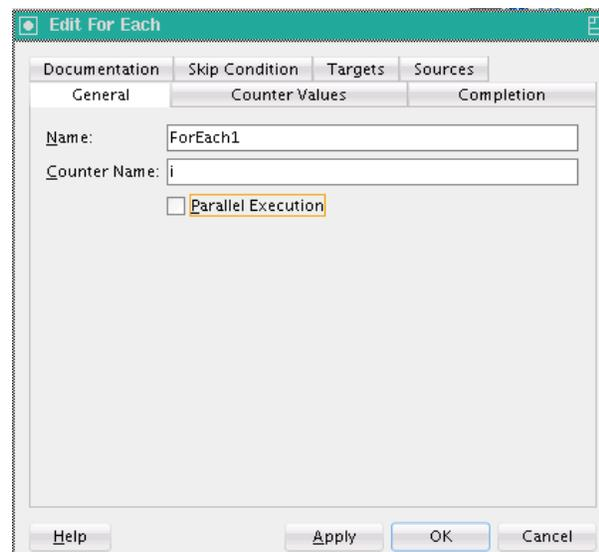 Edit For Each
Documentation Skip Condition Targets Sources
General Counter Values Completion
Name: ForEach1
Counter Name: i
Parallel Execution
Help Apply OK Cancel